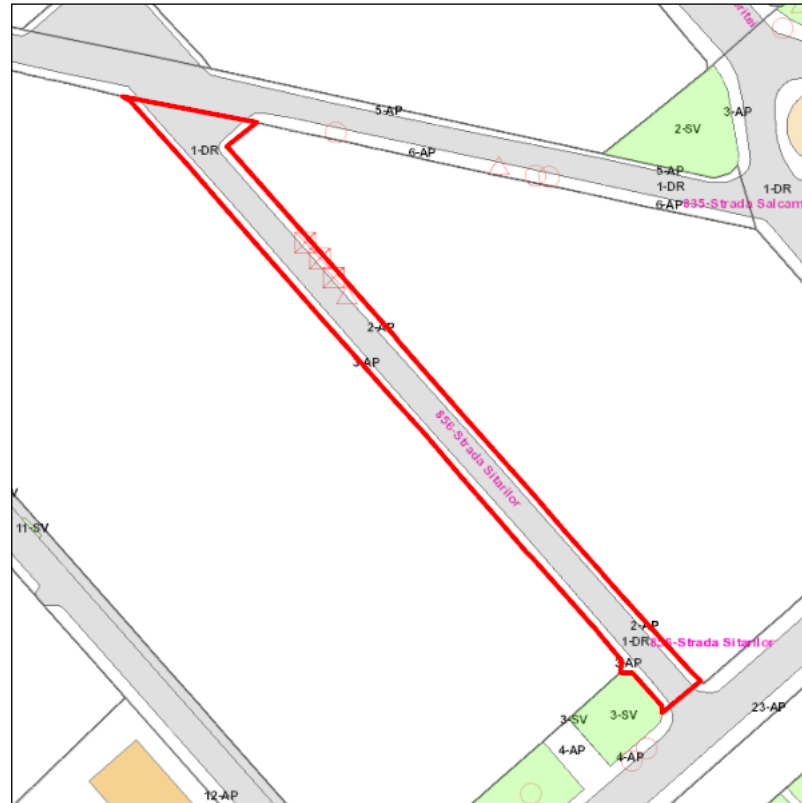 5-AP
3-AP
2-SV
1-DR
6-AP
5-AP
1-DR
1-DR
6-AP
835-Strada Salcam
2-AP
3-AP
856-Strada Sitarilor
11-SV
2-AP
1-DR
856-Strada Sitarilor
3-AP
3-SV
3-SV
23-AP
4-AP
4-AP
12-AP